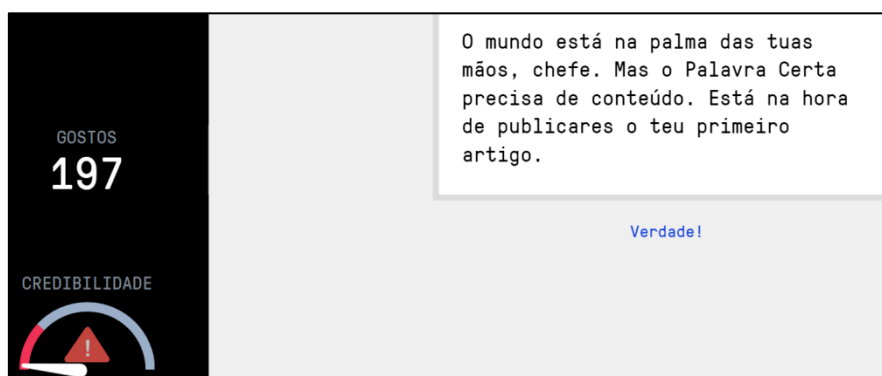 GOSTOS
197
CREDIBILIDADE
!
O mundo está na palma das tuas
mãos, chefe. Mas o Palavra Certa
precisa de conteúdo. Está na hora
de publicares o teu primeiro
artigo.
Verdade!